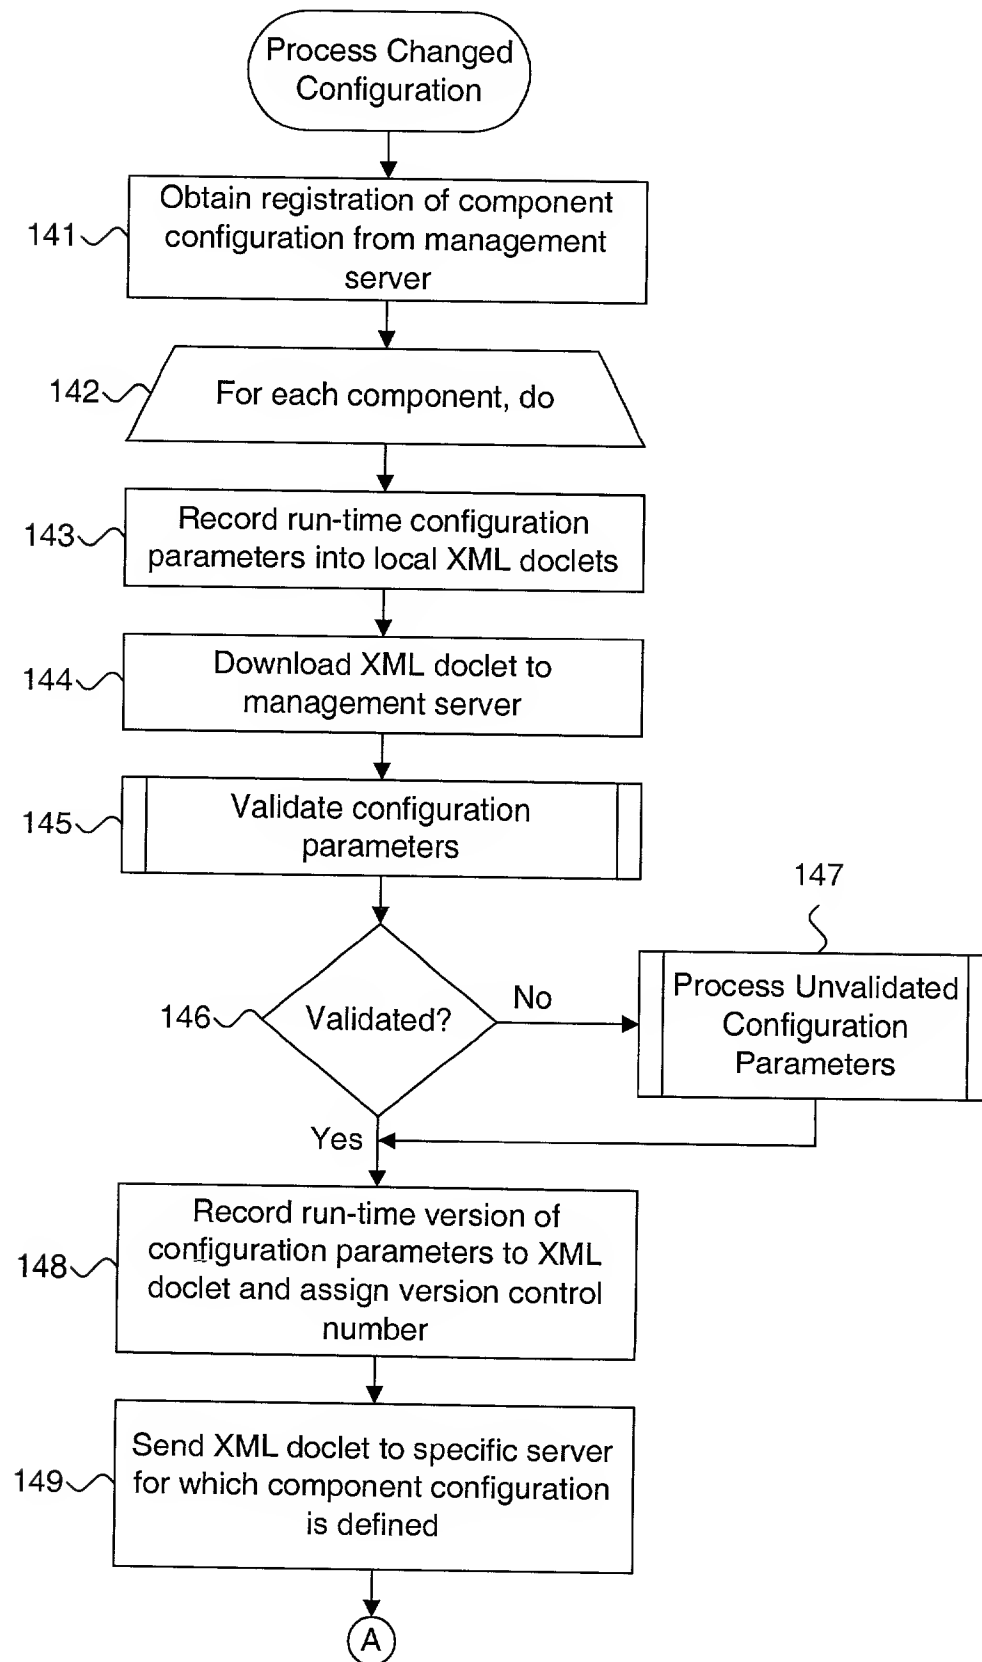 Process Changed
Configuration
141
Obtain registration of component
configuration from management
server
142
For each component, do
143
Record run-time configuration
parameters into local XML doclets
144
Download XML doclet to
management server
145
Validate configuration
parameters
146
Validated?
No
147
Process Unvalidated
Configuration
Parameters
Yes
148
Record run-time version of
configuration parameters to XML
doclet and assign version control
number
149
Send XML doclet to specific server
for which component configuration
is defined
A